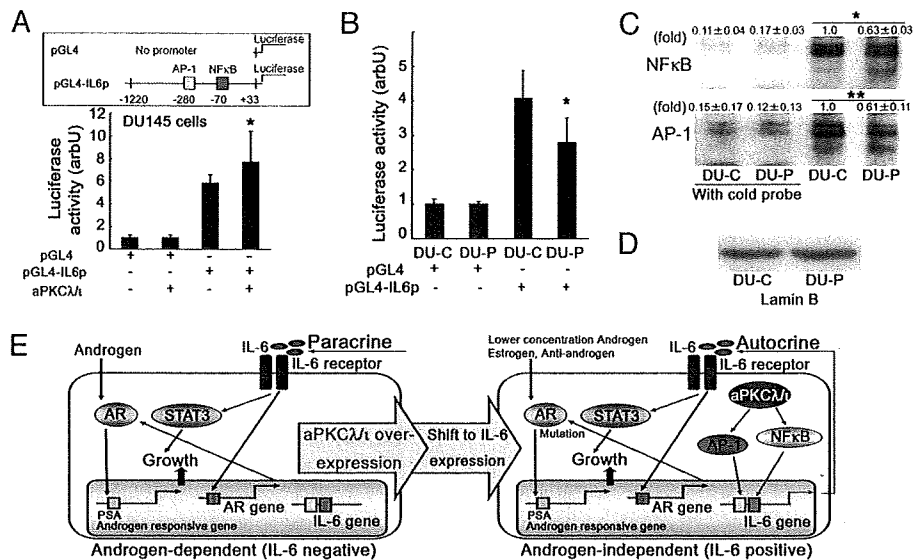 A
Luciferase
pGL4
No promoter
Luciferase
AP-1 NFκB
pGL4-IL6p
-1220 -280 -70 +33
DU145 cells
Luciferase activity (arbU)
12
10
8
6
4
2
0
*
pGL4 + + - -
pGL4-IL6p - - + +
aPKCλ/ι - + - +
B
Luciferase activity (arbU)
5
4
3
2
1
0
*
DU-C DU-P DU-C DU-P
pGL4 + + - -
pGL4-IL6p - - + +
C
*
(fold) 0.11±0.04 0.17±0.03 1.0 0.63±0.03
NFκB
**
(fold) 0.15±0.17 0.12±0.13 1.0 0.61±0.11
AP-1
DU-C DU-P DU-C DU-P
With cold probe
D
DU-C DU-P
Lamin B
E
Androgen
IL-6
Paracrine
IL-6 receptor
AR
STAT3
Growth
PSA
Androgen responsive gene
AR gene
IL-6 gene
Androgen-dependent (IL-6 negative)
aPKCλ/ι over-
expression
Shift to IL-6
expression
Lower concentration Androgen
Estrogen, Anti-androgen
IL-6
Autocrine
IL-6 receptor
aPKCλ/ι
AR
STAT3
Mutation
AP-1
NFκB
Growth
PSA
Androgen responsive gene
AR gene
IL-6 gene
Androgen-independent (IL-6 positive)